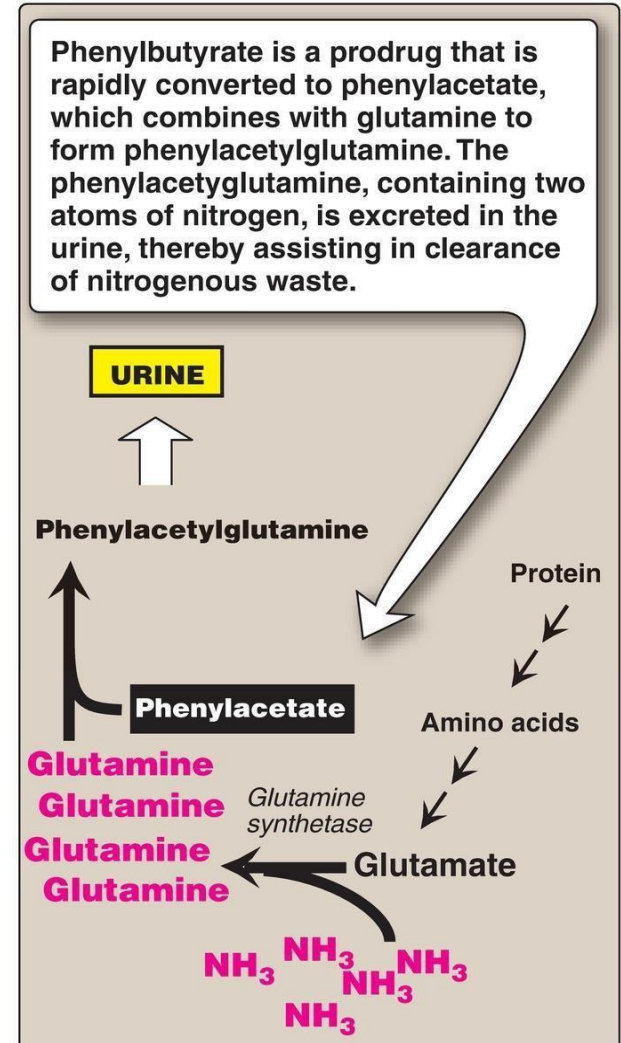 Phenylbutyrate is a prodrug that is
rapidly converted to phenylacetate,
which combines with glutamine to
form phenylacetylglutamine. The
phenylacetyglutamine, containing two
atoms of nitrogen, is excreted in the
urine, thereby assisting in clearance
of nitrogenous waste.
URINE
Phenylacetylglutamine
Protein
Phenylacetate
Amino acids
Glutamine
Glutamine
Glutamine
synthetase
Glutamine
Glutamate
Glutamine
NH3
NH3
NH3
NH3
NH3